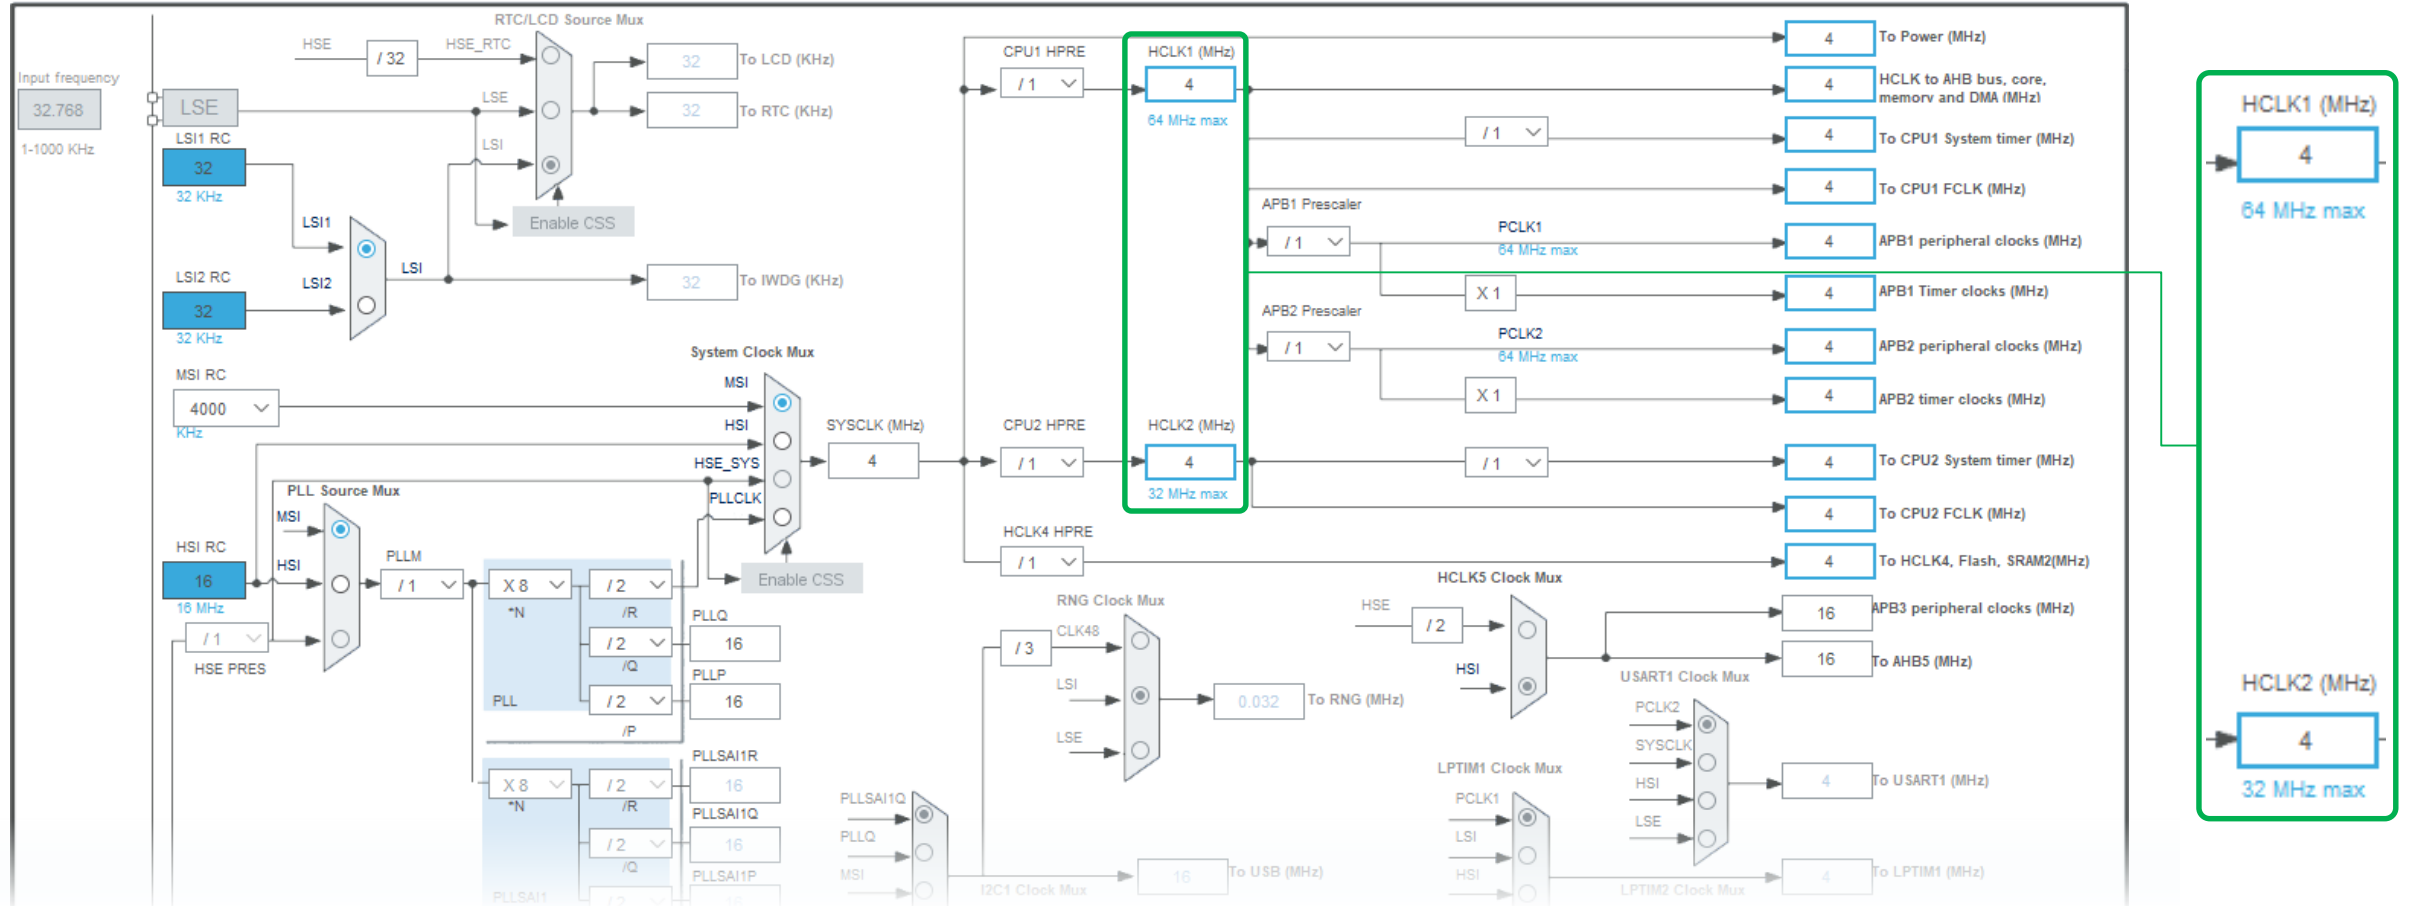 RTC/LCD Source Mux
HSE
/ 32
HSE_RTC
32
To LCD (KHz)
Input frequency
32.768
1-1000 KHz
LSE
LSE
32
To RTC (KHz)
LSI1 RC
32
32 KHz
LSI
Enable CSS
LSI1
LSI2 RC
32
32 KHz
LSI2
LSI
32
To IWDG (KHz)
MSI RC
4000
KHz
System Clock Mux
MSI
HSI
HSE_SYS
PLLCLK
Enable CSS
SYSCLK (MHz)
4
PLL Source Mux
MSI
HSI
HSI RC
16
16 MHz
/ 1
HSE PRES
PLLM
/ 1
X 8
*N
/ 2
/R
/ 2
/Q
/ 2
/P
PLL
PLLQ
16
PLLP
16
X 8
*N
/ 2
/R
/ 2
/Q
/ 2
PLLSAI1
PLLSAI1R
16
PLLSAI1Q
16
PLLSAI1P
16
CPU1 HPRE
/ 1
HCLK1 (MHz)
4
64 MHz max
CPU2 HPRE
/ 1
HCLK2 (MHz)
4
32 MHz max
HCLK4 HPRE
/ 1
4
To Power (MHz)
4
HCLK to AHB bus, core,
memory and DMA (MHz)
/ 1
4
To CPU1 System timer (MHz)
4
To CPU1 FCLK (MHz)
APB1 Prescaler
/ 1
PCLK1
64 MHz max
4
APB1 peripheral clocks (MHz)
X 1
4
APB1 Timer clocks (MHz)
APB2 Prescaler
/ 1
PCLK2
64 MHz max
4
APB2 peripheral clocks (MHz)
X 1
4
APB2 timer clocks (MHz)
/ 1
4
To CPU2 System timer (MHz)
4
To CPU2 FCLK (MHz)
4
To HCLK4, Flash, SRAM2(MHz)
HCLK5 Clock Mux
HSE
/ 2
HSI
16
APB3 peripheral clocks (MHz)
16
To AHB5 (MHz)
RNG Clock Mux
/ 3
CLK48
LSI
LSE
0.032
To RNG (MHz)
USART1 Clock Mux
PCLK2
SYSCLK
HSI
LSE
4
To USART1 (MHz)
PLLSAI1Q
PLLQ
MSI
16
To USB (MHz)
I2C1 Clock Mux
LPTIM1 Clock Mux
PCLK1
LSI
HSI
4
To LPTIM1 (MHz)
LPTIM2 Clock Mux
HCLK1 (MHz)
4
64 MHz max
HCLK2 (MHz)
4
32 MHz max